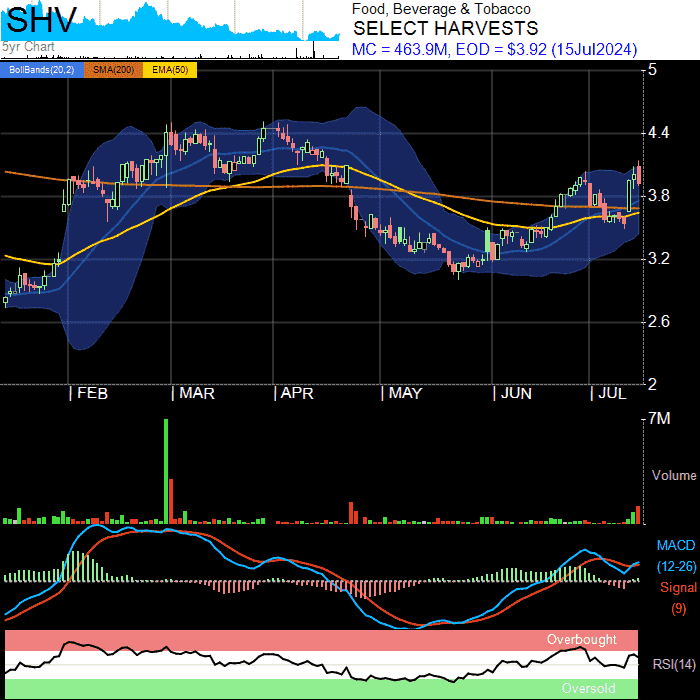 SHV
5yr Chart
Food, Beverage & Tobacco
SELECT HARVESTS
MC = 463.9M, EOD = $3.92 (15Jul2024)
BollBands(20,2) SMA(200) EMA(50)
5
4.4
3.8
3.2
2.6
2
| FEB | MAR | APR | MAY | JUN | JUL
7M
Volume
MACD
(12-26)
Signal
(9)
Overbought
RSI(14)
Oversold